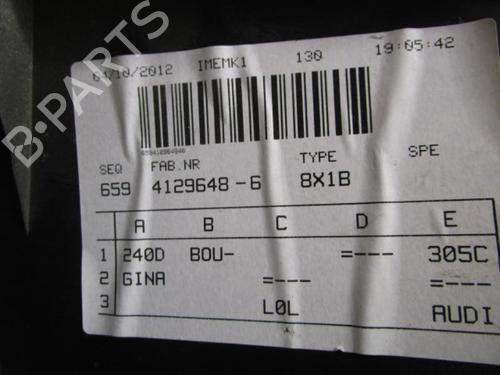 04/10/2012 IMEMK1 130 19:05:42
B-PARTS
659410964848
SEQ FAB.NR TYPE SPE
659 4129648-6 8X1B
A B C D E
1 240D BOU- =--- 305C
2 GINA =--- =---
3 L0L AUDI